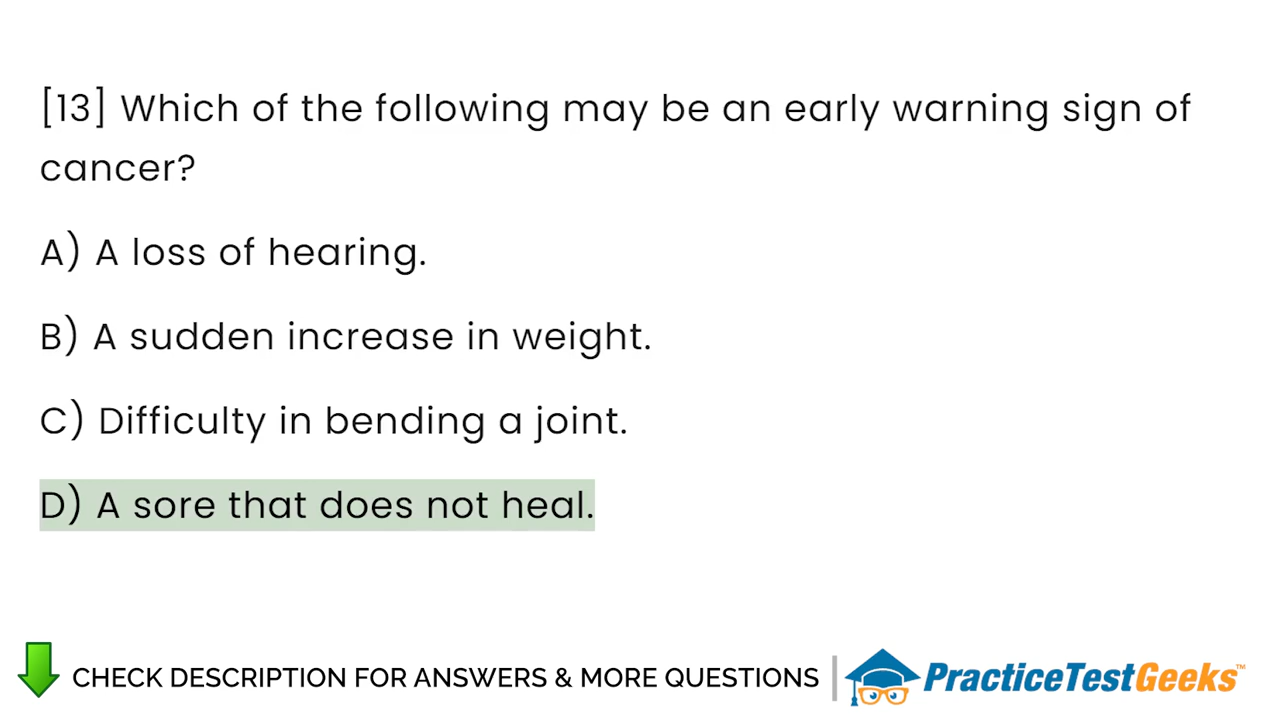 [13] Which of the following may be an early warning sign of
cancer?
A) A loss of hearing.
B) A sudden increase in weight.
C) Difficulty in bending a joint.
D) A sore that does not heal.
CHECK DESCRIPTION FOR ANSWERS & MORE QUESTIONS
PracticeTestGeeks™